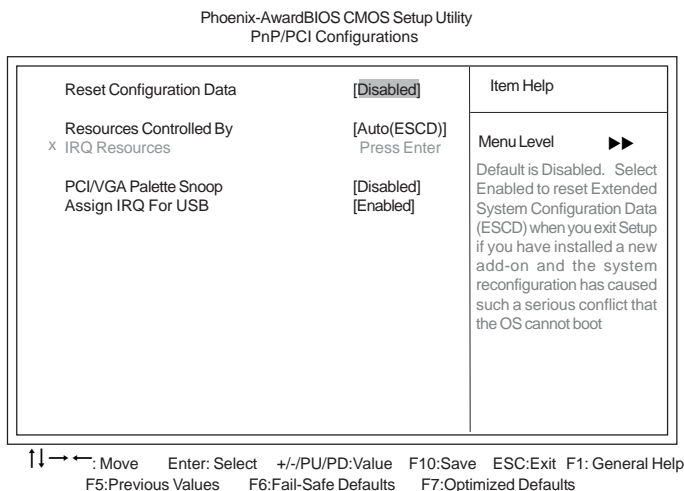 Phoenix-AwardBIOS CMOS Setup Utility
PnP/PCI Configurations
Reset Configuration Data [Disabled]
Resources Controlled By [Auto(ESCD)]
x IRQ Resources Press Enter
PCI/VGA Palette Snoop [Disabled]
Assign IRQ For USB [Enabled]
Item Help
Menu Level ▶▶
Default is Disabled. Select
Enabled to reset Extended
System Configuration Data
(ESCD) when you exit Setup
if you have installed a new
add-on and the system
reconfiguration has caused
such a serious conflict that
the OS cannot boot
↑↓→←: Move Enter: Select +/-/PU/PD:Value F10:Save ESC:Exit F1: General Help
F5:Previous Values F6:Fail-Safe Defaults F7:Optimized Defaults